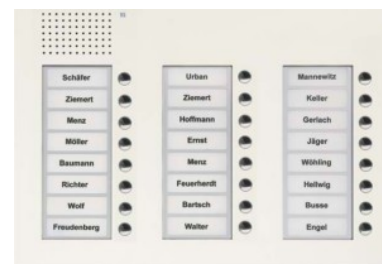 Schäfer
Ziemert
Menz
Möller
Baumann
Richter
Wolf
Freudenberg
Urban
Ziemert
Hoffmann
Ernst
Menz
Feuerhardt
Bartsch
Walter
Mannewitz
Keller
Gerlach
Jäger
Wöhling
Hellwig
Busse
Engel